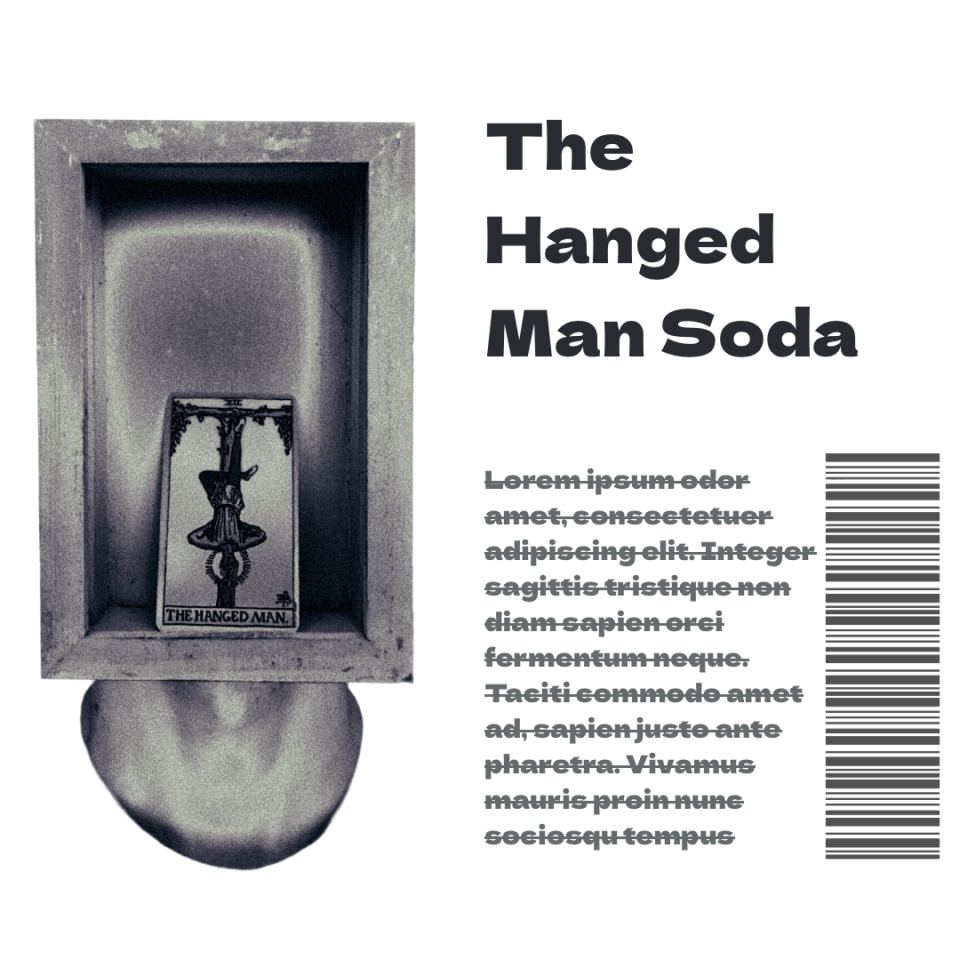 The
Hanged
Man Soda
XII
THE HANGED MAN.
Lorem ipsum odor
amet, consectetuer
adipiscing elit. Integer
sagittis tristique non
diam sapien orci
fermentum neque.
Taciti commodo amet
ad, sapien justo ante
pharetra. Vivamus
mauris proin nunc
sociosqu tempus